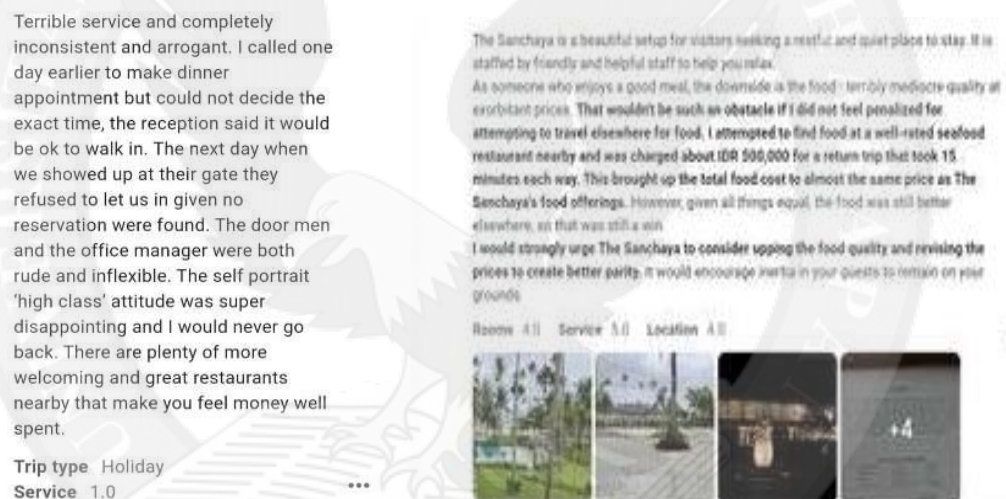 Terrible service and completely
inconsistent and arrogant. I called one
day earlier to make dinner
appointment but could not decide the
exact time, the reception said it would
be ok to walk in. The next day when
we showed up at their gate they
refused to let us in given no
reservation were found. The door men
and the office manager were both
rude and inflexible. The self portrait
'high class' attitude was super
disappointing and I would never go
back. There are plenty of more
welcoming and great restaurants
nearby that make you feel money well
spent.
Trip type Holiday
Service 1.0
The Sanchaya is a beautiful setup for visitors seeking a restful and quiet place to stay. It is
staffed by friendly and helpful staff to help you relax.
As someone who enjoys a good meal, the downside is the food - terribly mediocre quality at
exorbitant prices. That wouldn't be such an obstacle if I did not feel penalized for
attempting to travel elsewhere for food. I attempted to find food at a well-rated seafood
restaurant nearby and was charged about IDR 500,000 for a return trip that took 15
minutes each way. This brought up the total food cost to almost the same price as The
Sanchaya's food offerings. However, given all things equal, the food was still better
elsewhere, so that was still a win
I would strongly urge The Sanchaya to consider upping the food quality and revising the
prices to create better parity. It would encourage inertia in your guests to remain on your
grounds
Rooms Service 5.0 Location
+4